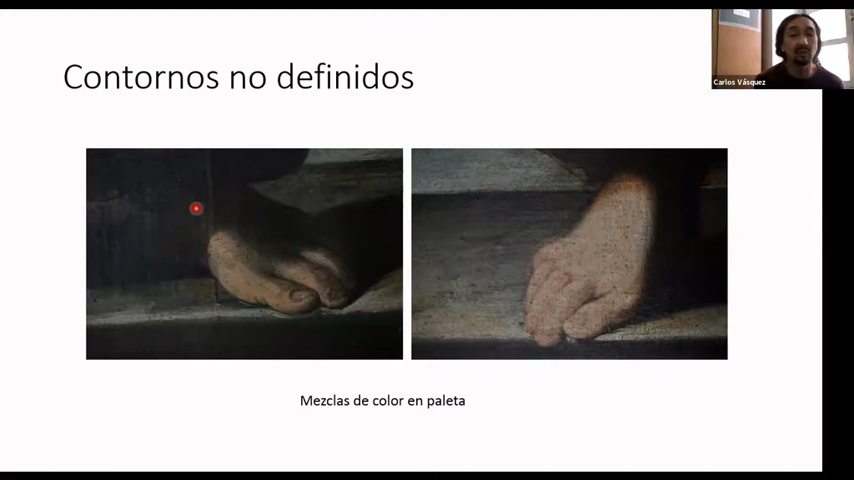 Contornos no definidos
Carlos Vásquez
Mezclas de color en paleta